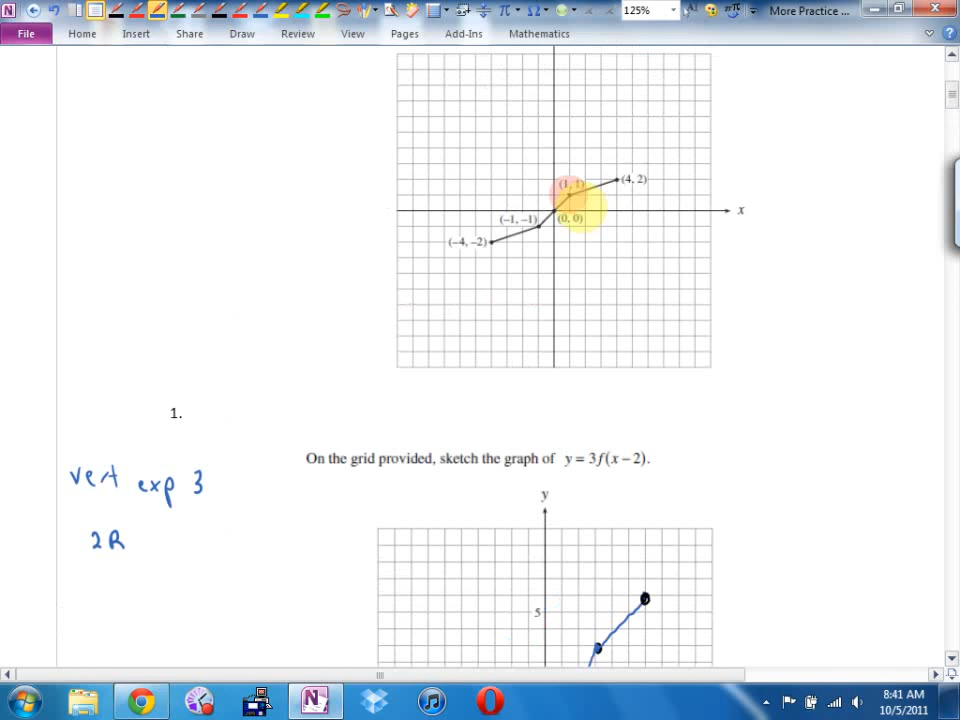 125%
More Practice ...
File
Home
Insert
Share
Draw
Review
View
Pages
Add-Ins
Mathematics
(1, 1)
(4, 2)
x
(−1, −1)
(0, 0)
(−4, −2)
1.
On the grid provided, sketch the graph of y = 3f(x − 2).
vert exp 3
2R
y
5
8:41 AM
10/5/2011